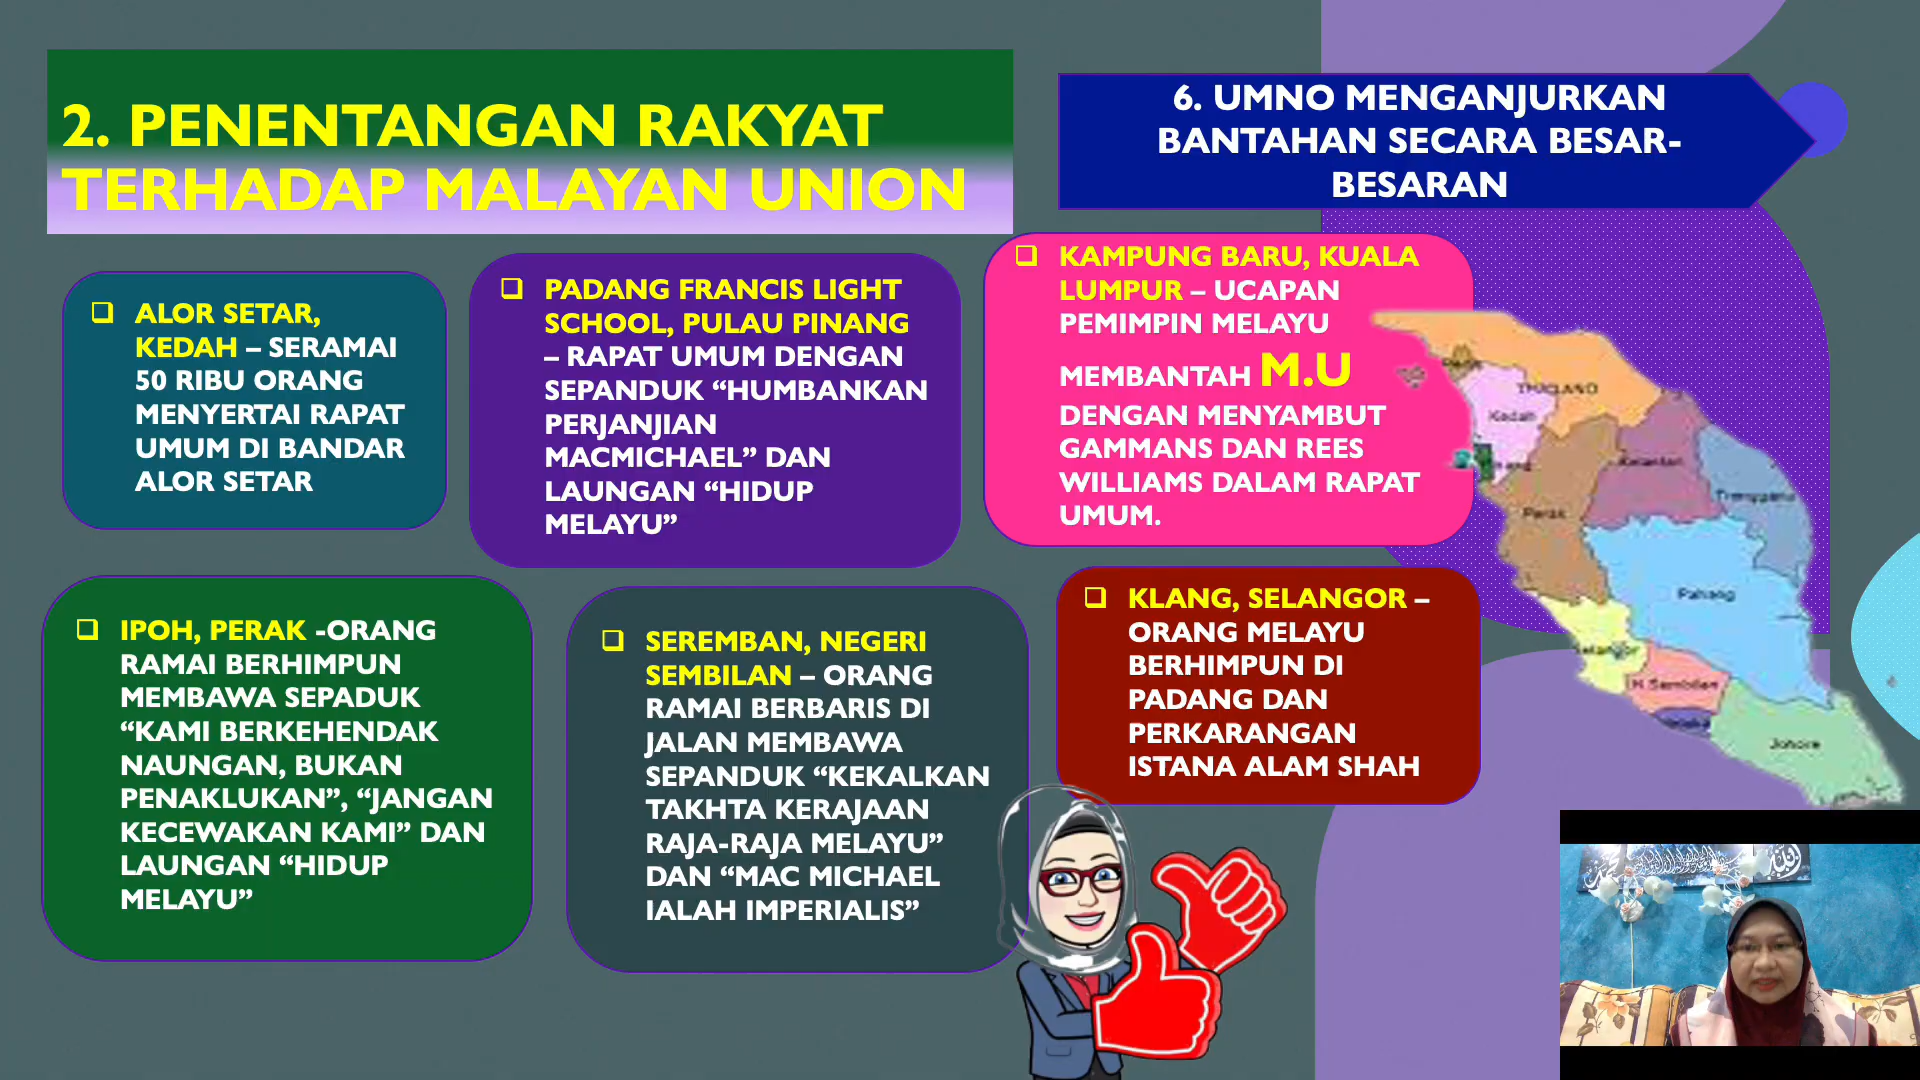 2. PENENTANGAN RAKYAT
TERHADAP MALAYAN UNION
6. UMNO MENGANJURKAN
BANTAHAN SECARA BESAR-
BESARAN
ALOR SETAR,
KEDAH – SERAMAI
50 RIBU ORANG
MENYERTAI RAPAT
UMUM DI BANDAR
ALOR SETAR
PADANG FRANCIS LIGHT
SCHOOL, PULAU PINANG
– RAPAT UMUM DENGAN
SEPANDUK “HUMBANKAN
PERJANJIAN
MACMICHAEL” DAN
LAUNGAN “HIDUP
MELAYU”
KAMPUNG BARU, KUALA
LUMPUR – UCAPAN
PEMIMPIN MELAYU
MEMBANTAH M.U
DENGAN MENYAMBUT
GAMMANS DAN REES
WILLIAMS DALAM RAPAT
UMUM.
IPOH, PERAK -ORANG
RAMAI BERHIMPUN
MEMBAWA SEPADUK
“KAMI BERKEHENDAK
NAUNGAN, BUKAN
PENAKLUKAN”, “JANGAN
KECEWAKAN KAMI” DAN
LAUNGAN “HIDUP
MELAYU”
SEREMBAN, NEGERI
SEMBILAN – ORANG
RAMAI BERBARIS DI
JALAN MEMBAWA
SEPANDUK “KEKALKAN
TAKHTA KERAJAAN
RAJA-RAJA MELAYU”
DAN “MAC MICHAEL
IALAH IMPERIALIS”
KLANG, SELANGOR –
ORANG MELAYU
BERHIMPUN DI
PADANG DAN
PERKARANGAN
ISTANA ALAM SHAH
THAILAND
Kedah
Kelantan
Perak
Pahang
Selangor
N.Sembilan
Johore